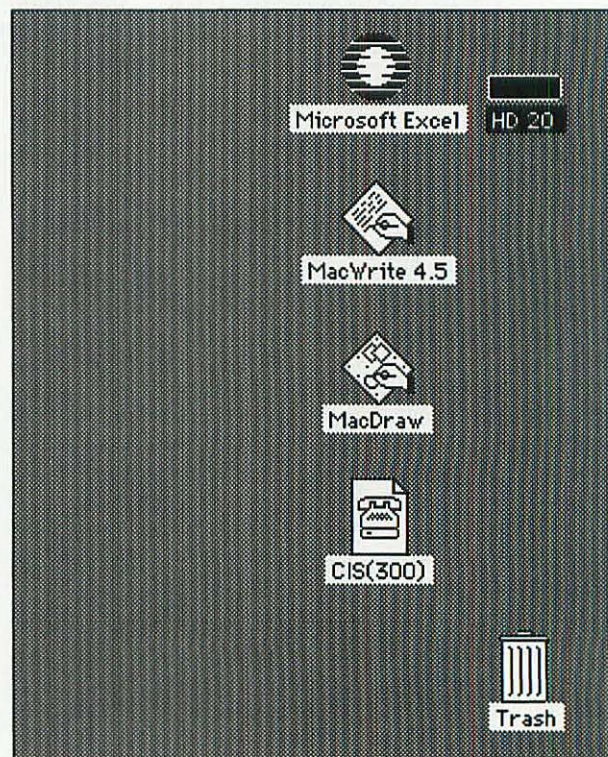 Microsoft Excel
HD 20
MacWrite 4.5
MacDraw
CIS(300)
Trash